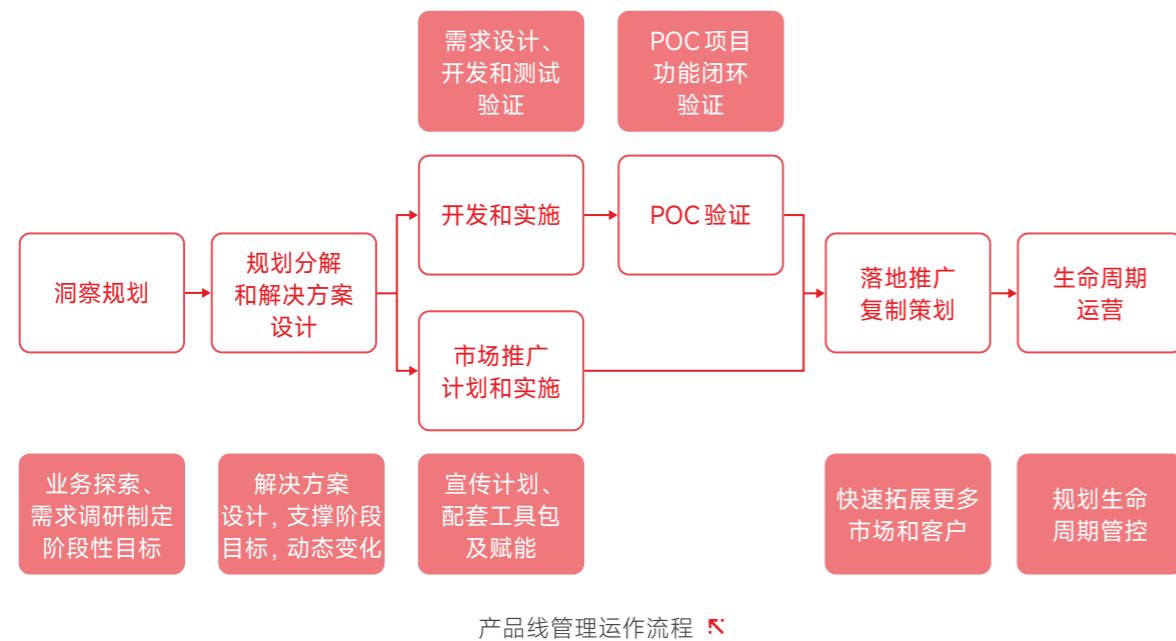 需求设计、
开发和测试
验证
POC 项目
功能闭环
验证
开发和实施
POC 验证
洞察规划
规划分解
和解决方案
设计
落地推广
复制策划
生命周期
运营
市场推广
计划和实施
业务探索、
需求调研制定
阶段性目标
解决方案
设计，支撑阶段
目标，动态变化
宣传计划、
配套工具包
及赋能
快速拓展更多
市场和客户
规划生命
周期管控
产品线管理运作流程